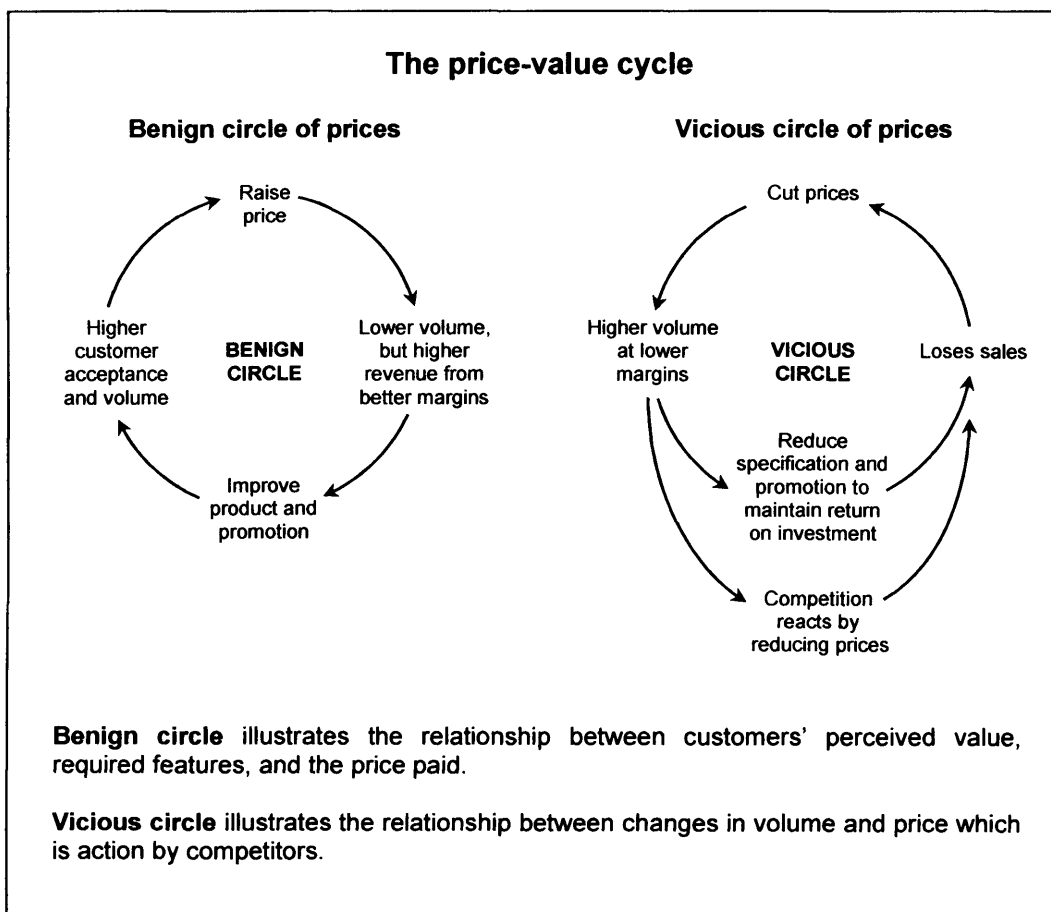 The price-value cycle
Benign circle of prices
Raise
price
Lower volume,
but higher
revenue from
better margins
Improve
product and
promotion
Higher
customer
acceptance
and volume
BENIGN
CIRCLE
Vicious circle of prices
Cut prices
Higher volume
at lower
margins
VICIOUS
CIRCLE
Loses sales
Reduce
specification and
promotion to
maintain return
on investment
Competition
reacts by
reducing prices
Benign circle illustrates the relationship between customers' perceived value,
required features, and the price paid.
Vicious circle illustrates the relationship between changes in volume and price which
is action by competitors.